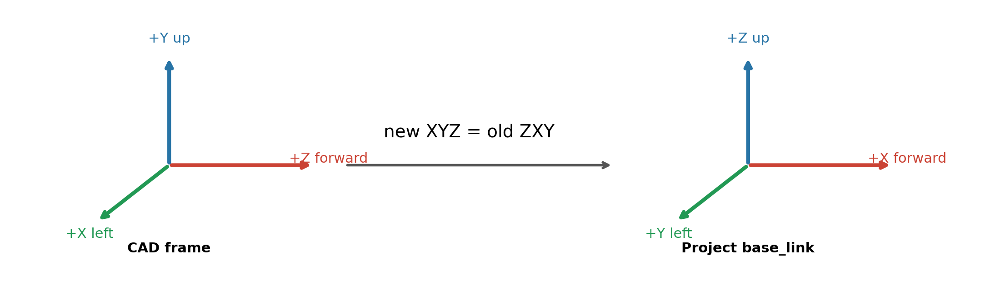 +Y up
+Z up
new XYZ = old ZXY
+Z forward
+X forward
+X left
+Y left
CAD frame
Project base_link